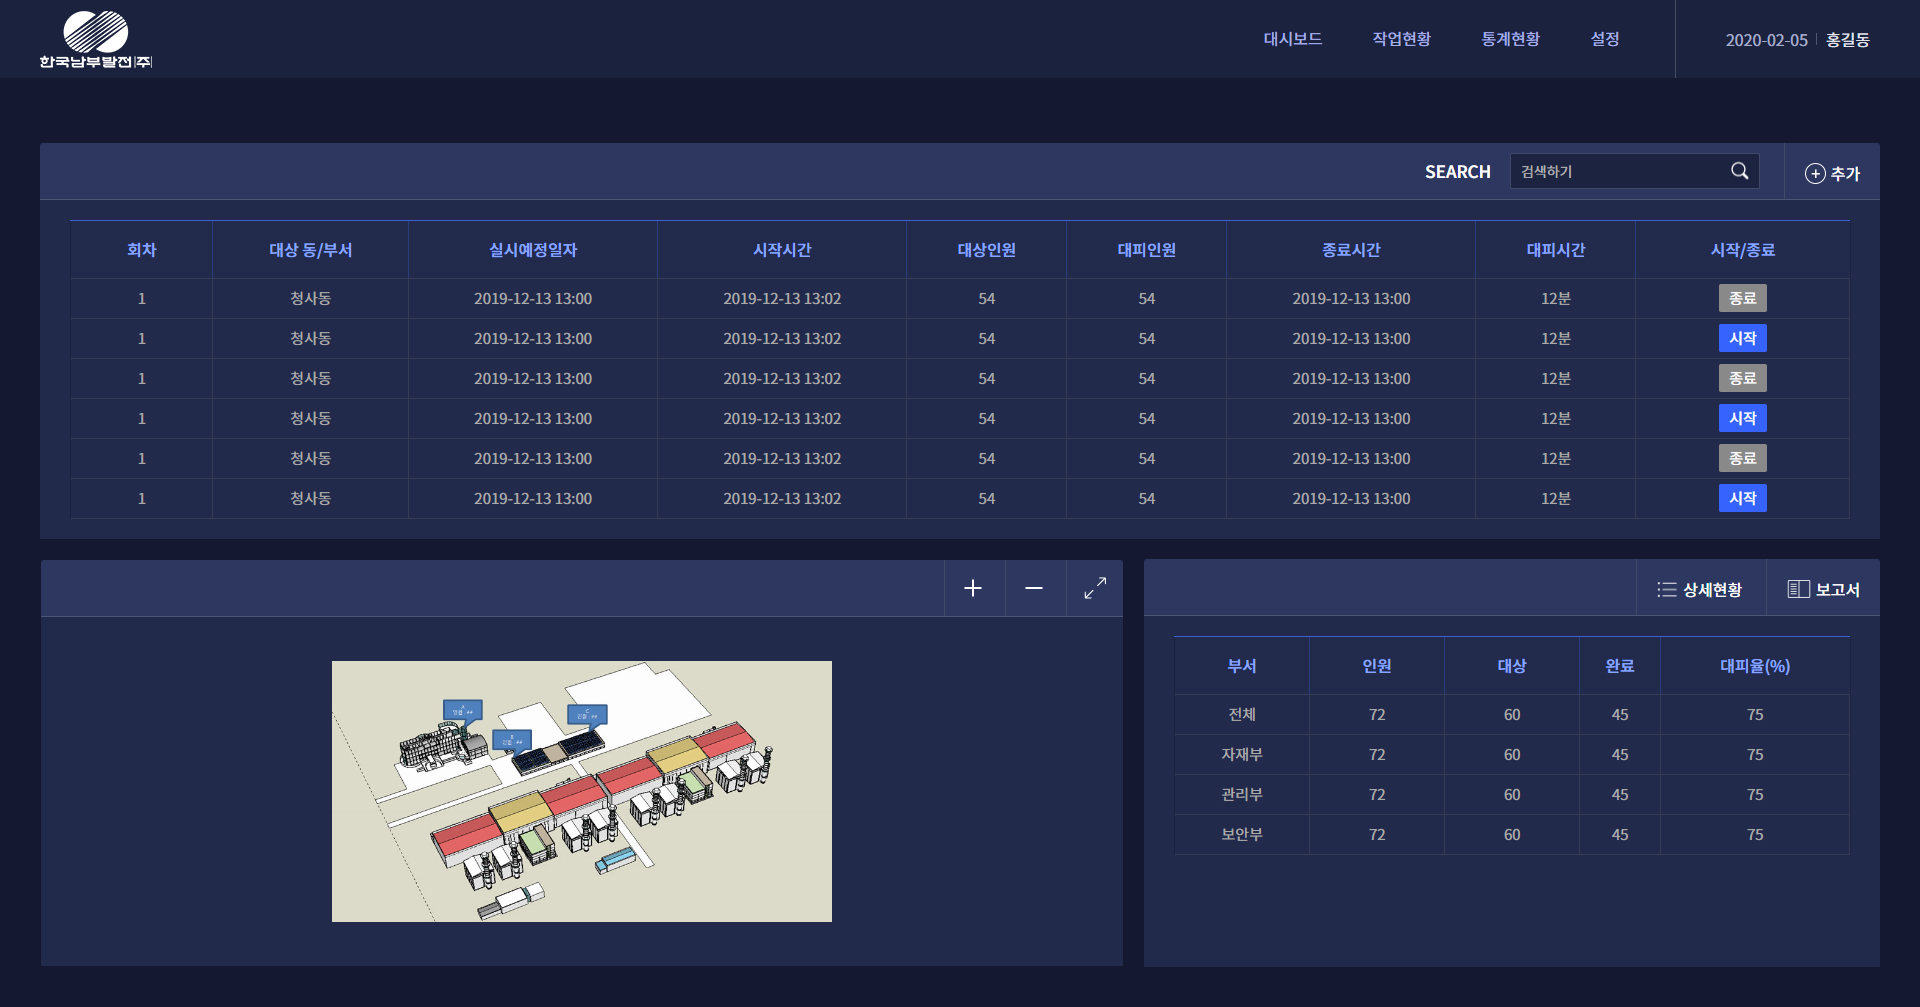 한국남부발전|주|
대시보드 작업현황 통계현황 설정 2020-02-05 홍길동
SEARCH 검색하기 추가
회차 대상 동/부서 실시예정일자 시작시간 대상인원 대피인원 종료시간 대피시간 시작/종료
1 청사동 2019-12-13 13:00 2019-12-13 13:02 54 54 2019-12-13 13:00 12분 종료
1 청사동 2019-12-13 13:00 2019-12-13 13:02 54 54 2019-12-13 13:00 12분 시작
1 청사동 2019-12-13 13:00 2019-12-13 13:02 54 54 2019-12-13 13:00 12분 종료
1 청사동 2019-12-13 13:00 2019-12-13 13:02 54 54 2019-12-13 13:00 12분 시작
1 청사동 2019-12-13 13:00 2019-12-13 13:02 54 54 2019-12-13 13:00 12분 종료
1 청사동 2019-12-13 13:00 2019-12-13 13:02 54 54 2019-12-13 13:00 12분 시작
상세현황 보고서
A
B
C
부서 인원 대상 완료 대피율(%)
전체 72 60 45 75
자재부 72 60 45 75
관리부 72 60 45 75
보안부 72 60 45 75